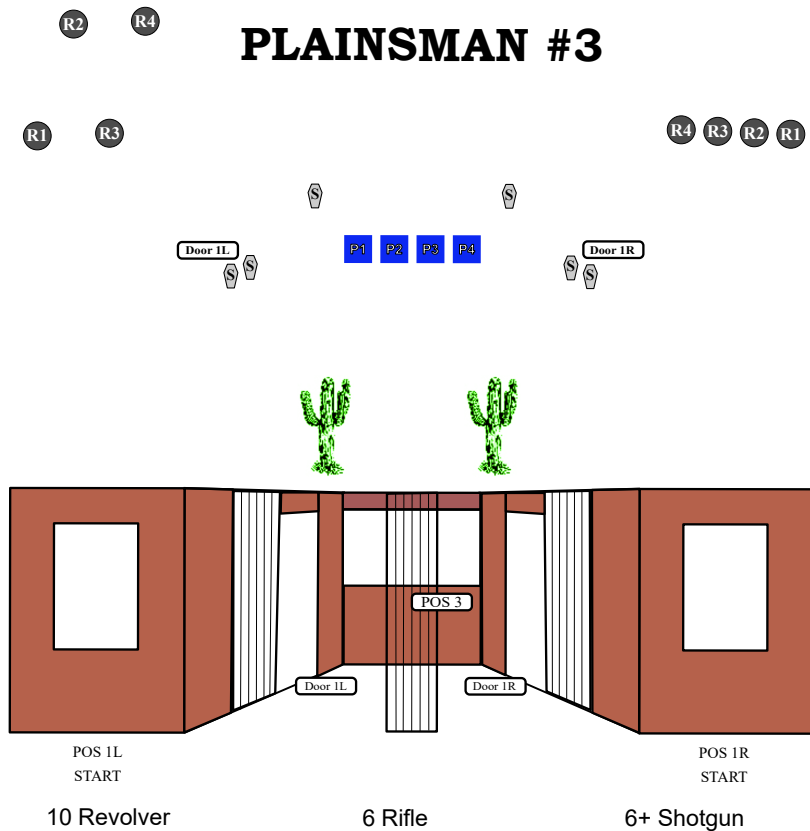 R2 R4
PLAINSMAN #3
R1 R3
R4 R3 R2 R1
S S
Door 1L
P1 P2 P3 P4
Door 1R
S S
S S
POS 3
Door 1L
Door 1R
POS 1L
START
POS 1R
START
10 Revolver
6 Rifle
6+ Shotgun